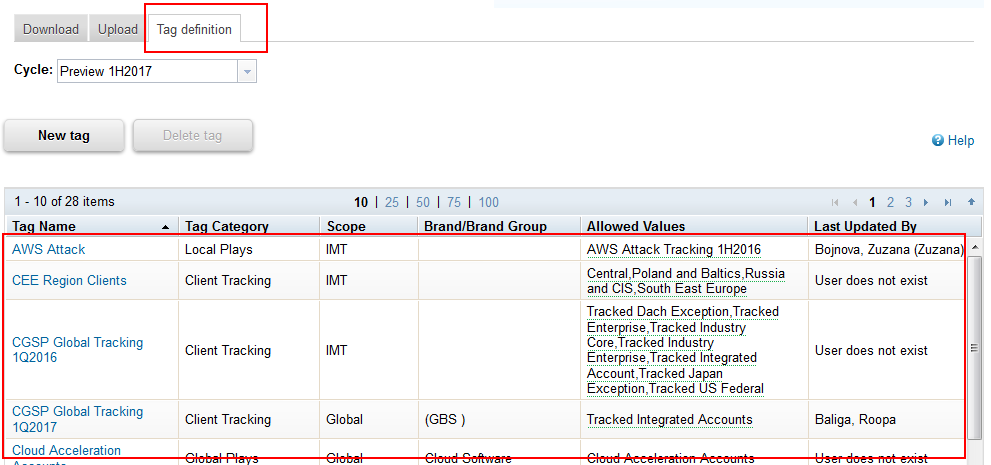 Download Upload Tag definition
Cycle: Preview 1H2017
New tag Delete tag
Help
1 - 10 of 28 items 10 | 25 | 50 | 75 | 100 1 2 3
Tag Name Tag Category Scope Brand/Brand Group Allowed Values Last Updated By
AWS Attack Local Plays IMT AWS Attack Tracking 1H2016 Bojnova, Zuzana (Zuzana)
CEE Region Clients Client Tracking IMT Central,Poland and Baltics,Russia
and CIS,South East Europe User does not exist
CGSP Global Tracking
1Q2016 Client Tracking IMT Tracked Dach Exception,Tracked
Enterprise,Tracked Industry
Core,Tracked Industry
Enterprise,Tracked Integrated
Account,Tracked Japan
Exception,Tracked US Federal User does not exist
CGSP Global Tracking
1Q2017 Client Tracking Global (GBS ) Tracked Integrated Accounts Baliga, Roopa
Cloud Acceleration
Accounts Global Plays Global Cloud Software Cloud Acceleration Accounts User does not exist